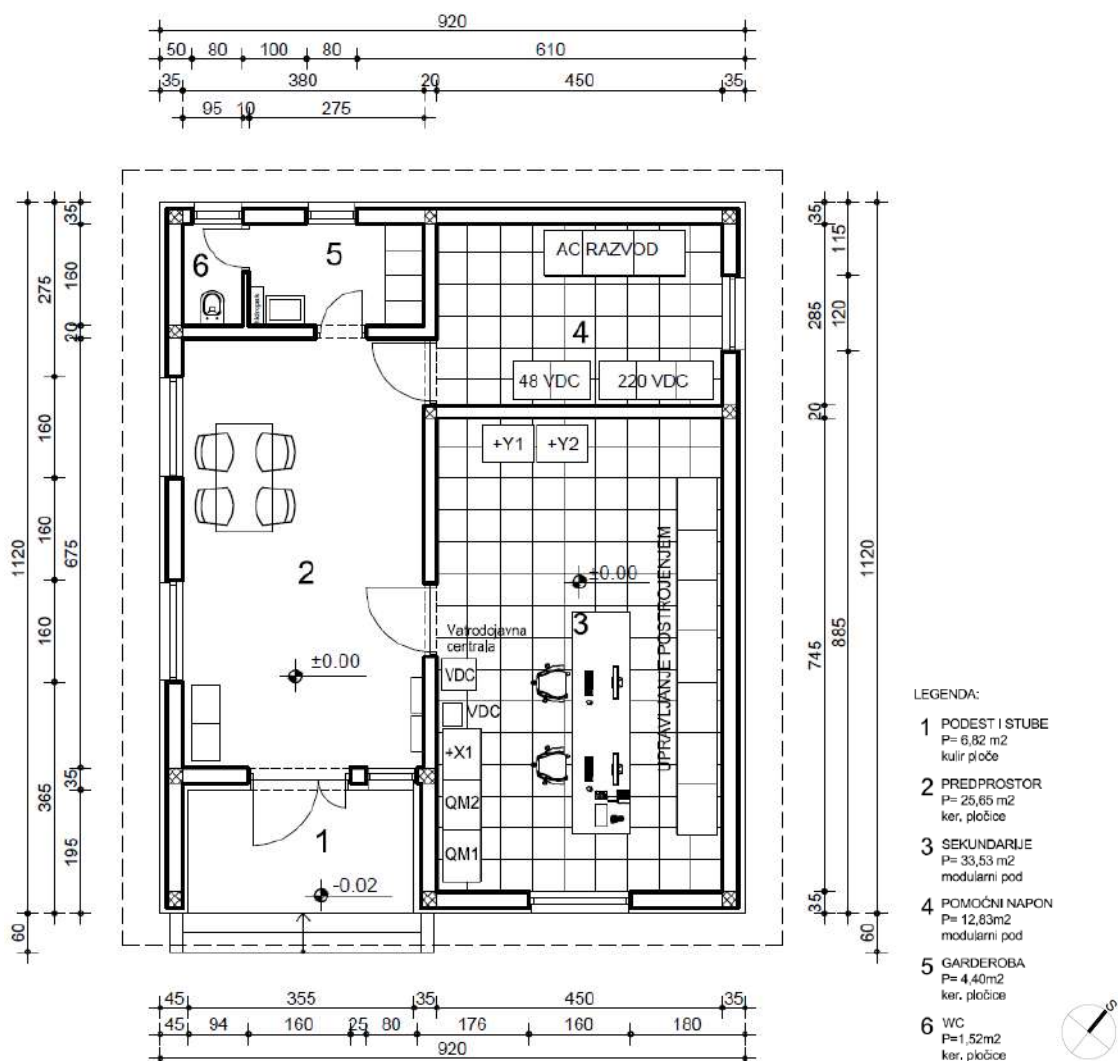 920
50 80 100 80 610
35 380 20 450 35
95 10 275
35
275 160
20
160
160
1120 675
160
35
365
195
60
35
115
285 120
20
1120
745 885
35
60
6
5
AC RAZVOD
4
48 VDC 220 VDC
+Y1 +Y2
2
±0.00
±0.00
3
UPRAVLJANJE POSTROJENJEM
Vatrodojavna
centrala
VDC
VDC
+X1
QM2
QM1
1
-0.02
LEGENDA:
1 PODEST I STUBE
P= 6,82 m2
kulir ploče
2 PREDPROSTOR
P= 25,65 m2
ker. pločice
3 SEKUNDARIJE
P= 33,53 m2
modularni pod
4 POMOĆNI NAPON
P= 12,83m2
modularni pod
5 GARDEROBA
P= 4,40m2
ker. pločice
6 WC
P=1,52m2
ker. pločice
S
45 355 35 450 35
45 94 160 25 80 176 160 180
920